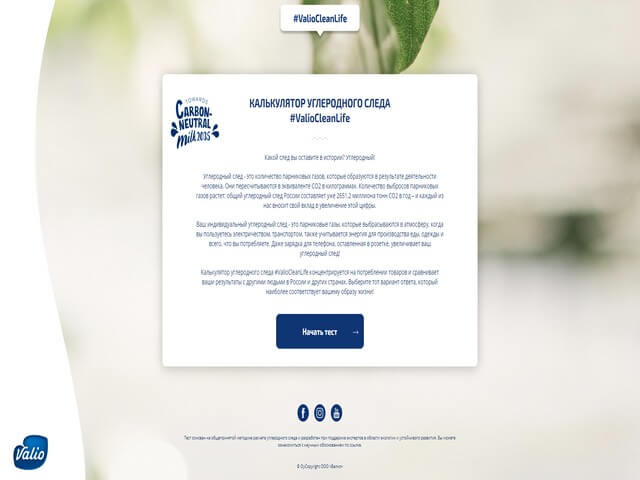 #ValioCleanLife
TOWARDS
CARBON-
NEUTRAL
milk 2035
КАЛЬКУЛЯТОР УГЛЕРОДНОГО СЛЕДА
#ValioCleanLife
Какой след вы оставите в истории? Углеродный!
Углеродный след - это количество парниковых газов, которые образуются в результате деятельности
человека. Они пересчитываются в эквиваленте CO2 в килограммах. Количество выбросов парниковых
газов растет: общий углеродный след России составляет уже 2651,2 миллиона тонн CO2 в год – и каждый из
нас вносит свой вклад в увеличение этой цифры.
Ваш индивидуальный углеродный след - это парниковые газы, которые выбрасываются в атмосферу, когда
вы пользуетесь электричеством, транспортом, также учитывается энергия для производства еды, одежды и
всего, что вы потребляете. Даже зарядка для телефона, оставленная в розетке, увеличивает ваш
углеродный след!
Калькулятор углеродного следа #ValioCleanLife концентрируется на потреблении товаров и сравнивает
ваши результаты с другими людьми в России и других странах. Выберите тот вариант ответа, который
наиболее соответствует вашему образу жизни!
Начать тест →
Тест основан на общепринятой методике расчета углеродного следа и разработан при поддержке экспертов в области экологии и устойчивого развития. Вы можете
ознакомиться с научным обоснованием по ссылке.
© Copyright ООО «Валио»
Valio